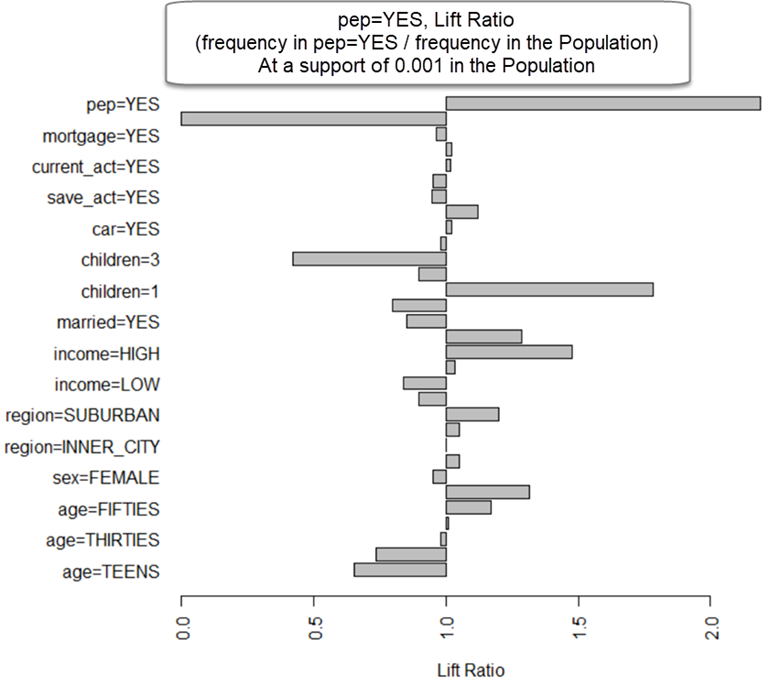 pep=YES, Lift Ratio
(frequency in pep=YES / frequency in the Population)
At a support of 0.001 in the Population
pep=YES
mortgage=YES
current_act=YES
save_act=YES
car=YES
children=3
children=1
married=YES
income=HIGH
income=LOW
region=SUBURBAN
region=INNER_CITY
sex=FEMALE
age=FIFTIES
age=THIRTIES
age=TEENS
0.0 0.5 1.0 1.5 2.0
Lift Ratio